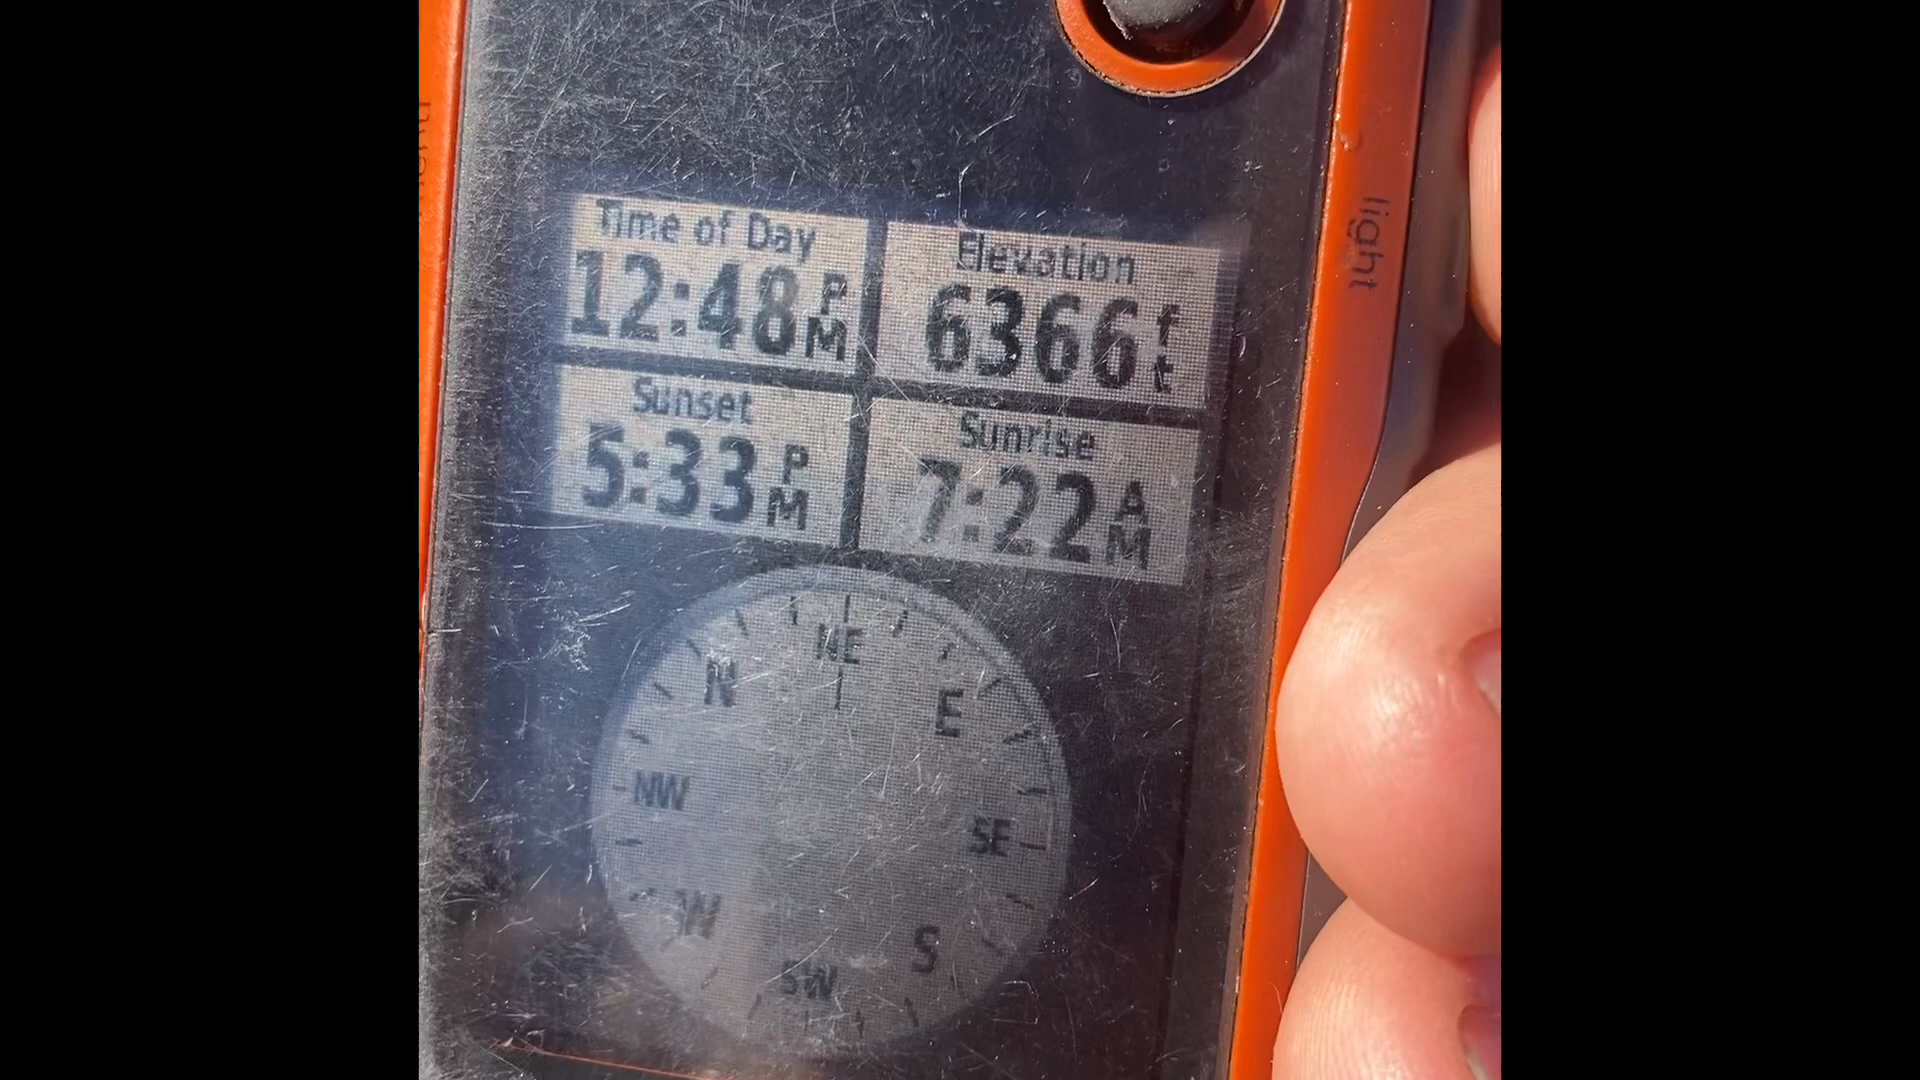 Time of Day
12:48 PM
Elevation
6366 ft
Sunset
5:33 PM
Sunrise
7:22 AM
NE
N
E
NW
SE
W
S
SW
light